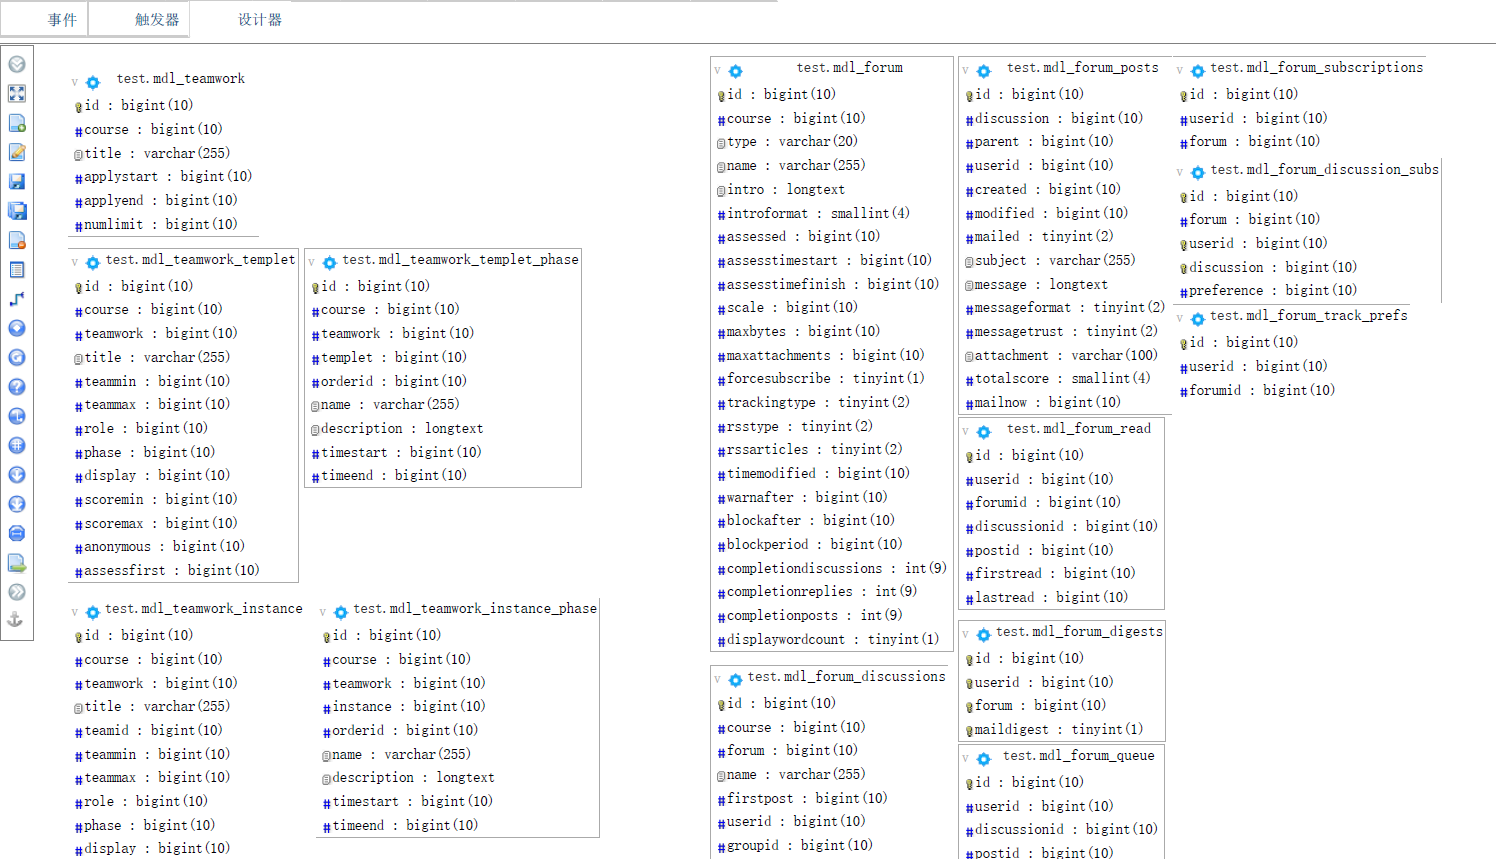 事件
触发器
设计器
v test.mdl_teamwork
id : bigint(10)
#course : bigint(10)
title : varchar(255)
#applystart : bigint(10)
#applyend : bigint(10)
#numlimit : bigint(10)
v test.mdl_teamwork_templet
id : bigint(10)
#course : bigint(10)
#teamwork : bigint(10)
title : varchar(255)
#teammin : bigint(10)
#teammax : bigint(10)
#role : bigint(10)
#phase : bigint(10)
#display : bigint(10)
#scoremin : bigint(10)
#scoremax : bigint(10)
#anonymous : bigint(10)
#assessfirst : bigint(10)
v test.mdl_teamwork_templet_phase
id : bigint(10)
#course : bigint(10)
#teamwork : bigint(10)
#templet : bigint(10)
#orderid : bigint(10)
name : varchar(255)
description : longtext
#timestart : bigint(10)
#timeend : bigint(10)
v test.mdl_teamwork_instance
id : bigint(10)
#course : bigint(10)
#teamwork : bigint(10)
title : varchar(255)
#teamid : bigint(10)
#teammin : bigint(10)
#teammax : bigint(10)
#role : bigint(10)
#phase : bigint(10)
#display : bigint(10)
v test.mdl_teamwork_instance_phase
id : bigint(10)
#course : bigint(10)
#teamwork : bigint(10)
#instance : bigint(10)
#orderid : bigint(10)
name : varchar(255)
description : longtext
#timestart : bigint(10)
#timeend : bigint(10)
v test.mdl_forum
id : bigint(10)
#course : bigint(10)
type : varchar(20)
name : varchar(255)
intro : longtext
#introformat : smallint(4)
#assessed : bigint(10)
#assesstimestart : bigint(10)
#assesstimefinish : bigint(10)
#scale : bigint(10)
#maxbytes : bigint(10)
#maxattachments : bigint(10)
#forcesubscribe : tinyint(1)
#trackingtype : tinyint(2)
#rsstype : tinyint(2)
#rssarticles : tinyint(2)
#timemodified : bigint(10)
#warnafter : bigint(10)
#blockafter : bigint(10)
#blockperiod : bigint(10)
#completiondiscussions : int(9)
#completionreplies : int(9)
#completionposts : int(9)
#displaywordcount : tinyint(1)
v test.mdl_forum_discussions
id : bigint(10)
#course : bigint(10)
#forum : bigint(10)
name : varchar(255)
#firstpost : bigint(10)
#userid : bigint(10)
#groupid : bigint(10)
v test.mdl_forum_posts
id : bigint(10)
#discussion : bigint(10)
#parent : bigint(10)
#userid : bigint(10)
#created : bigint(10)
#modified : bigint(10)
#mailed : tinyint(2)
subject : varchar(255)
message : longtext
#messageformat : tinyint(2)
#messagetrust : tinyint(2)
attachment : varchar(100)
#totalscore : smallint(4)
#mailnow : bigint(10)
v test.mdl_forum_read
id : bigint(10)
#userid : bigint(10)
#forumid : bigint(10)
#discussionid : bigint(10)
#postid : bigint(10)
#firstread : bigint(10)
#lastread : bigint(10)
v test.mdl_forum_digests
id : bigint(10)
userid : bigint(10)
forum : bigint(10)
maildigest : tinyint(1)
v test.mdl_forum_queue
id : bigint(10)
#userid : bigint(10)
#discussionid : bigint(10)
#postid : bigint(10)
v test.mdl_forum_subscriptions
id : bigint(10)
#userid : bigint(10)
#forum : bigint(10)
v test.mdl_forum_discussion_subs
id : bigint(10)
#forum : bigint(10)
userid : bigint(10)
discussion : bigint(10)
#preference : bigint(10)
v test.mdl_forum_track_prefs
id : bigint(10)
#userid : bigint(10)
#forumid : bigint(10)